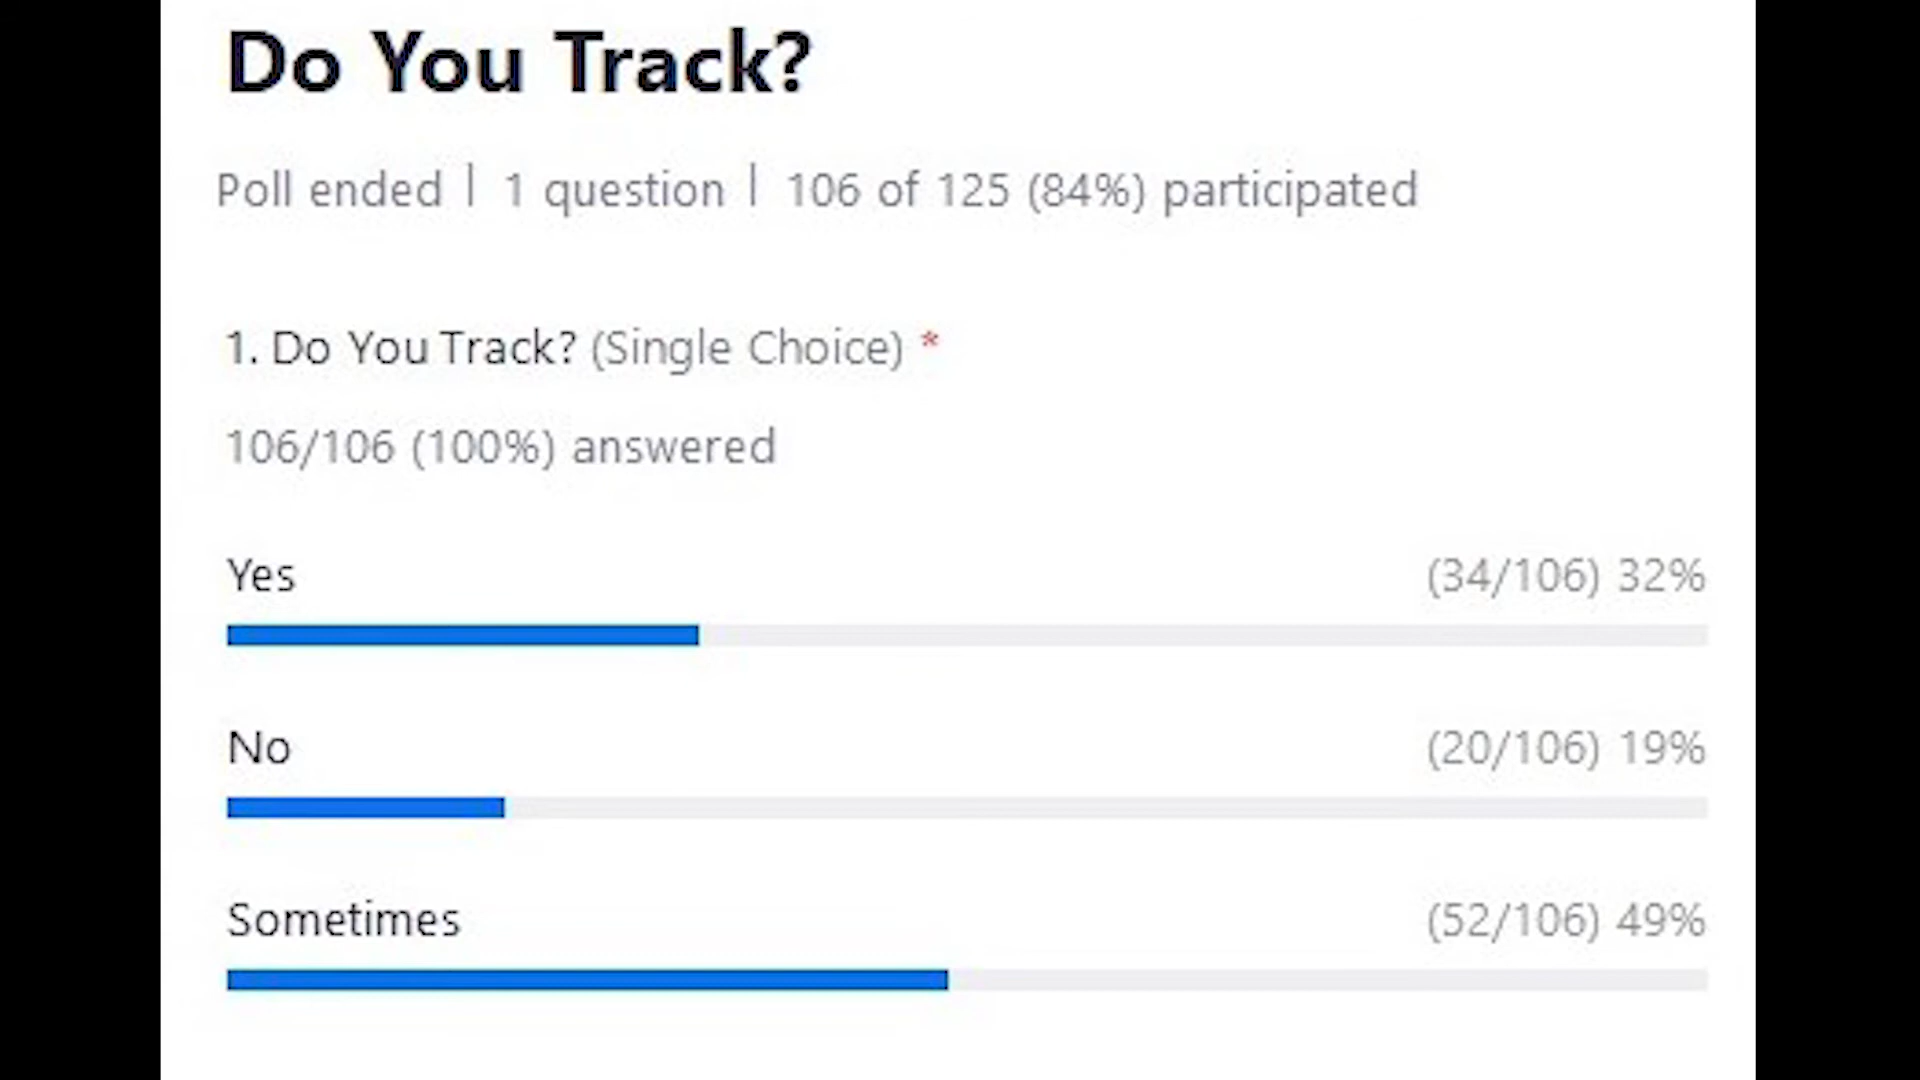 Do You Track?
Poll ended | 1 question | 106 of 125 (84%) participated
1. Do You Track? (Single Choice) *
106/106 (100%) answered
Yes (34/106) 32%
No (20/106) 19%
Sometimes (52/106) 49%